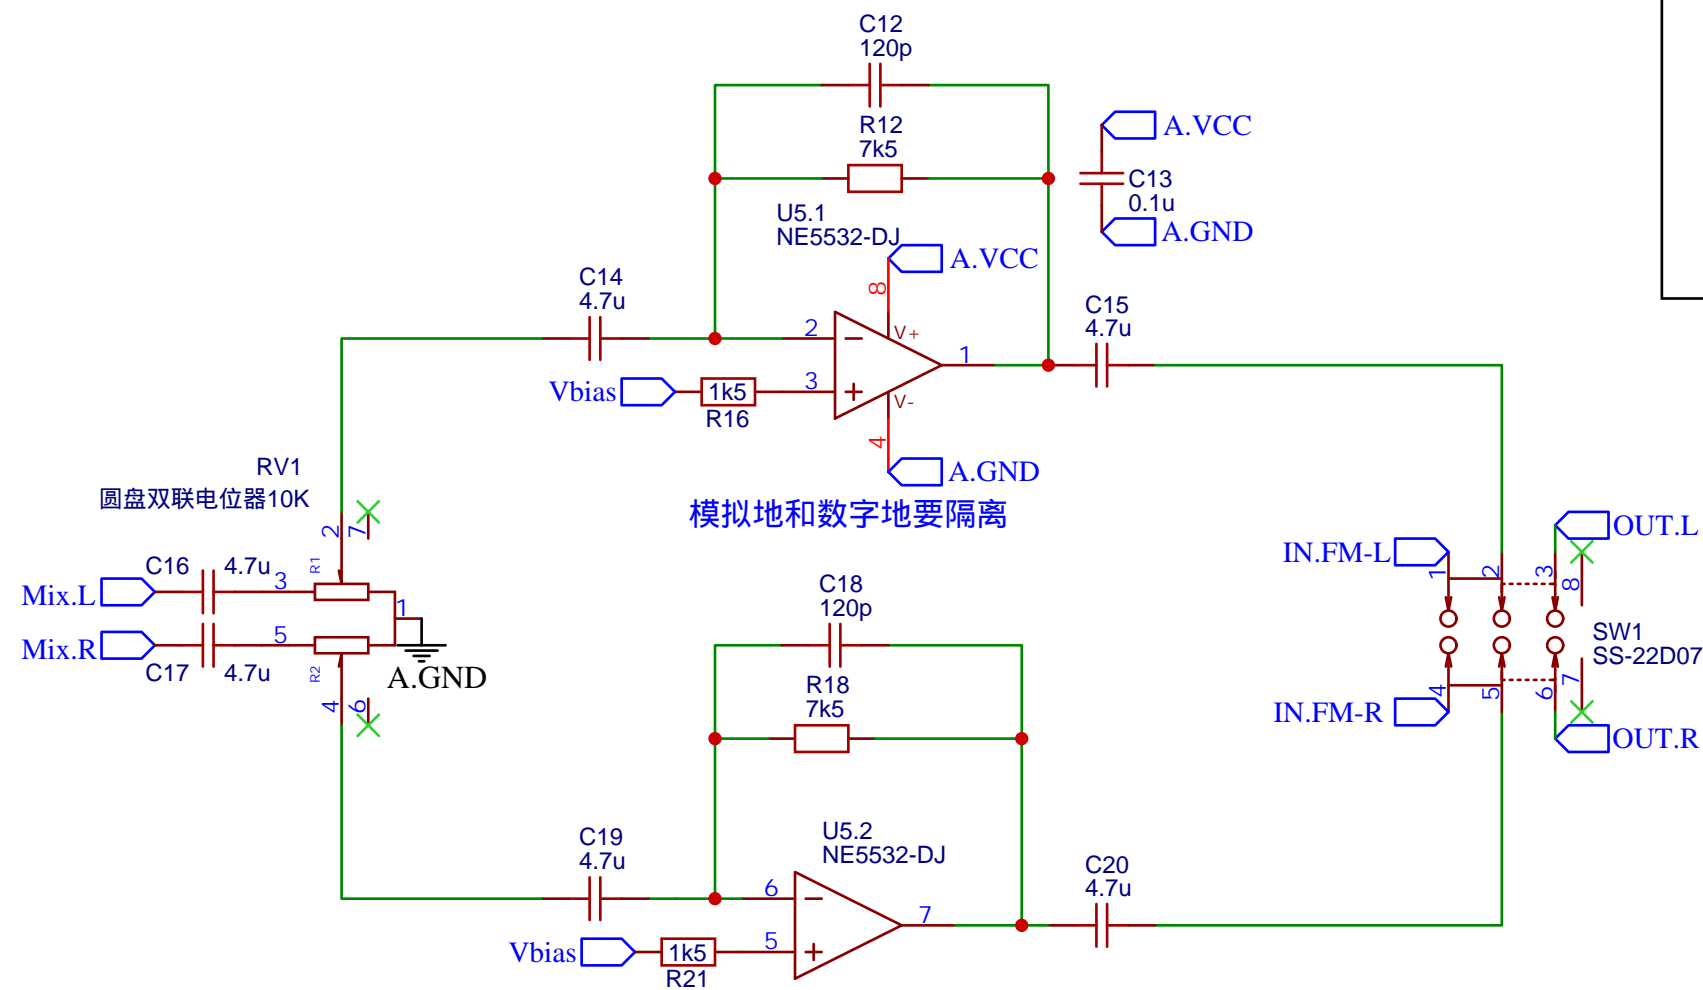 C12
120p
R12
7k5
A.VCC
C13
0.1u
A.GND
U5.1
NE5532-DJ
A.VCC
8
C14
4.7u
C15
4.7u
2
V+
1
3
Vbias
1k5
R16
V-
4
A.GND
RV1
圆盘双联电位器10K
模拟地和数字地要隔离
2
7
R1
C16
4.7u
3
Mix.L
1
5
Mix.R
C17
4.7u
R2
A.GND
4
6
IN.FM-L
OUT.L
1
2
3
8
SW1
SS-22D07
4
5
6
7
IN.FM-R
OUT.R
C18
120p
R18
7k5
U5.2
NE5532-DJ
C19
4.7u
C20
4.7u
6
7
5
Vbias
1k5
R21